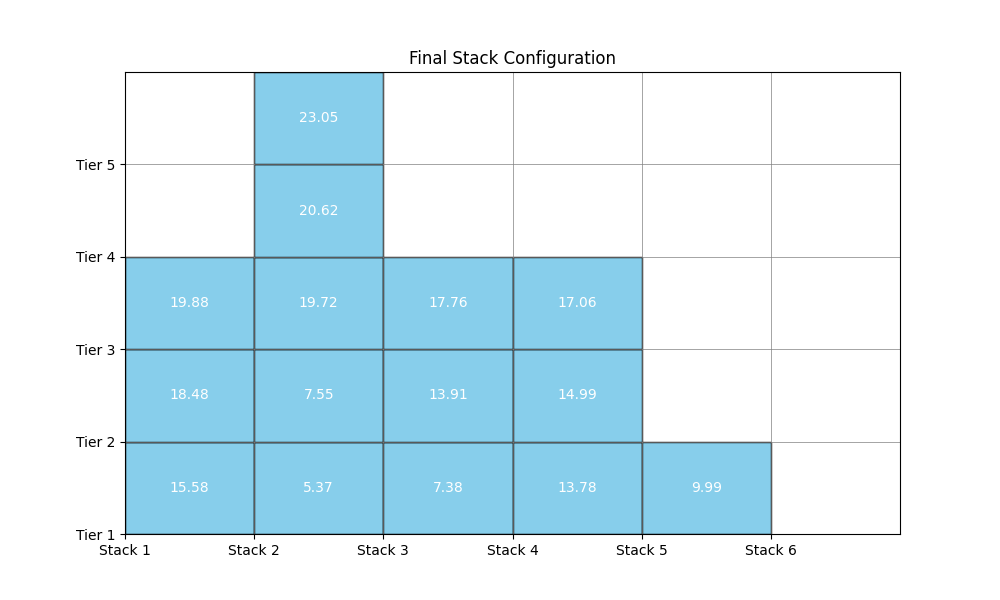 Final Stack Configuration
23.05
Tier 5
20.62
Tier 4
19.88 19.72 17.76 17.06
Tier 3
18.48 7.55 13.91 14.99
Tier 2
15.58 5.37 7.38 13.78 9.99
Tier 1
Stack 1 Stack 2 Stack 3 Stack 4 Stack 5 Stack 6